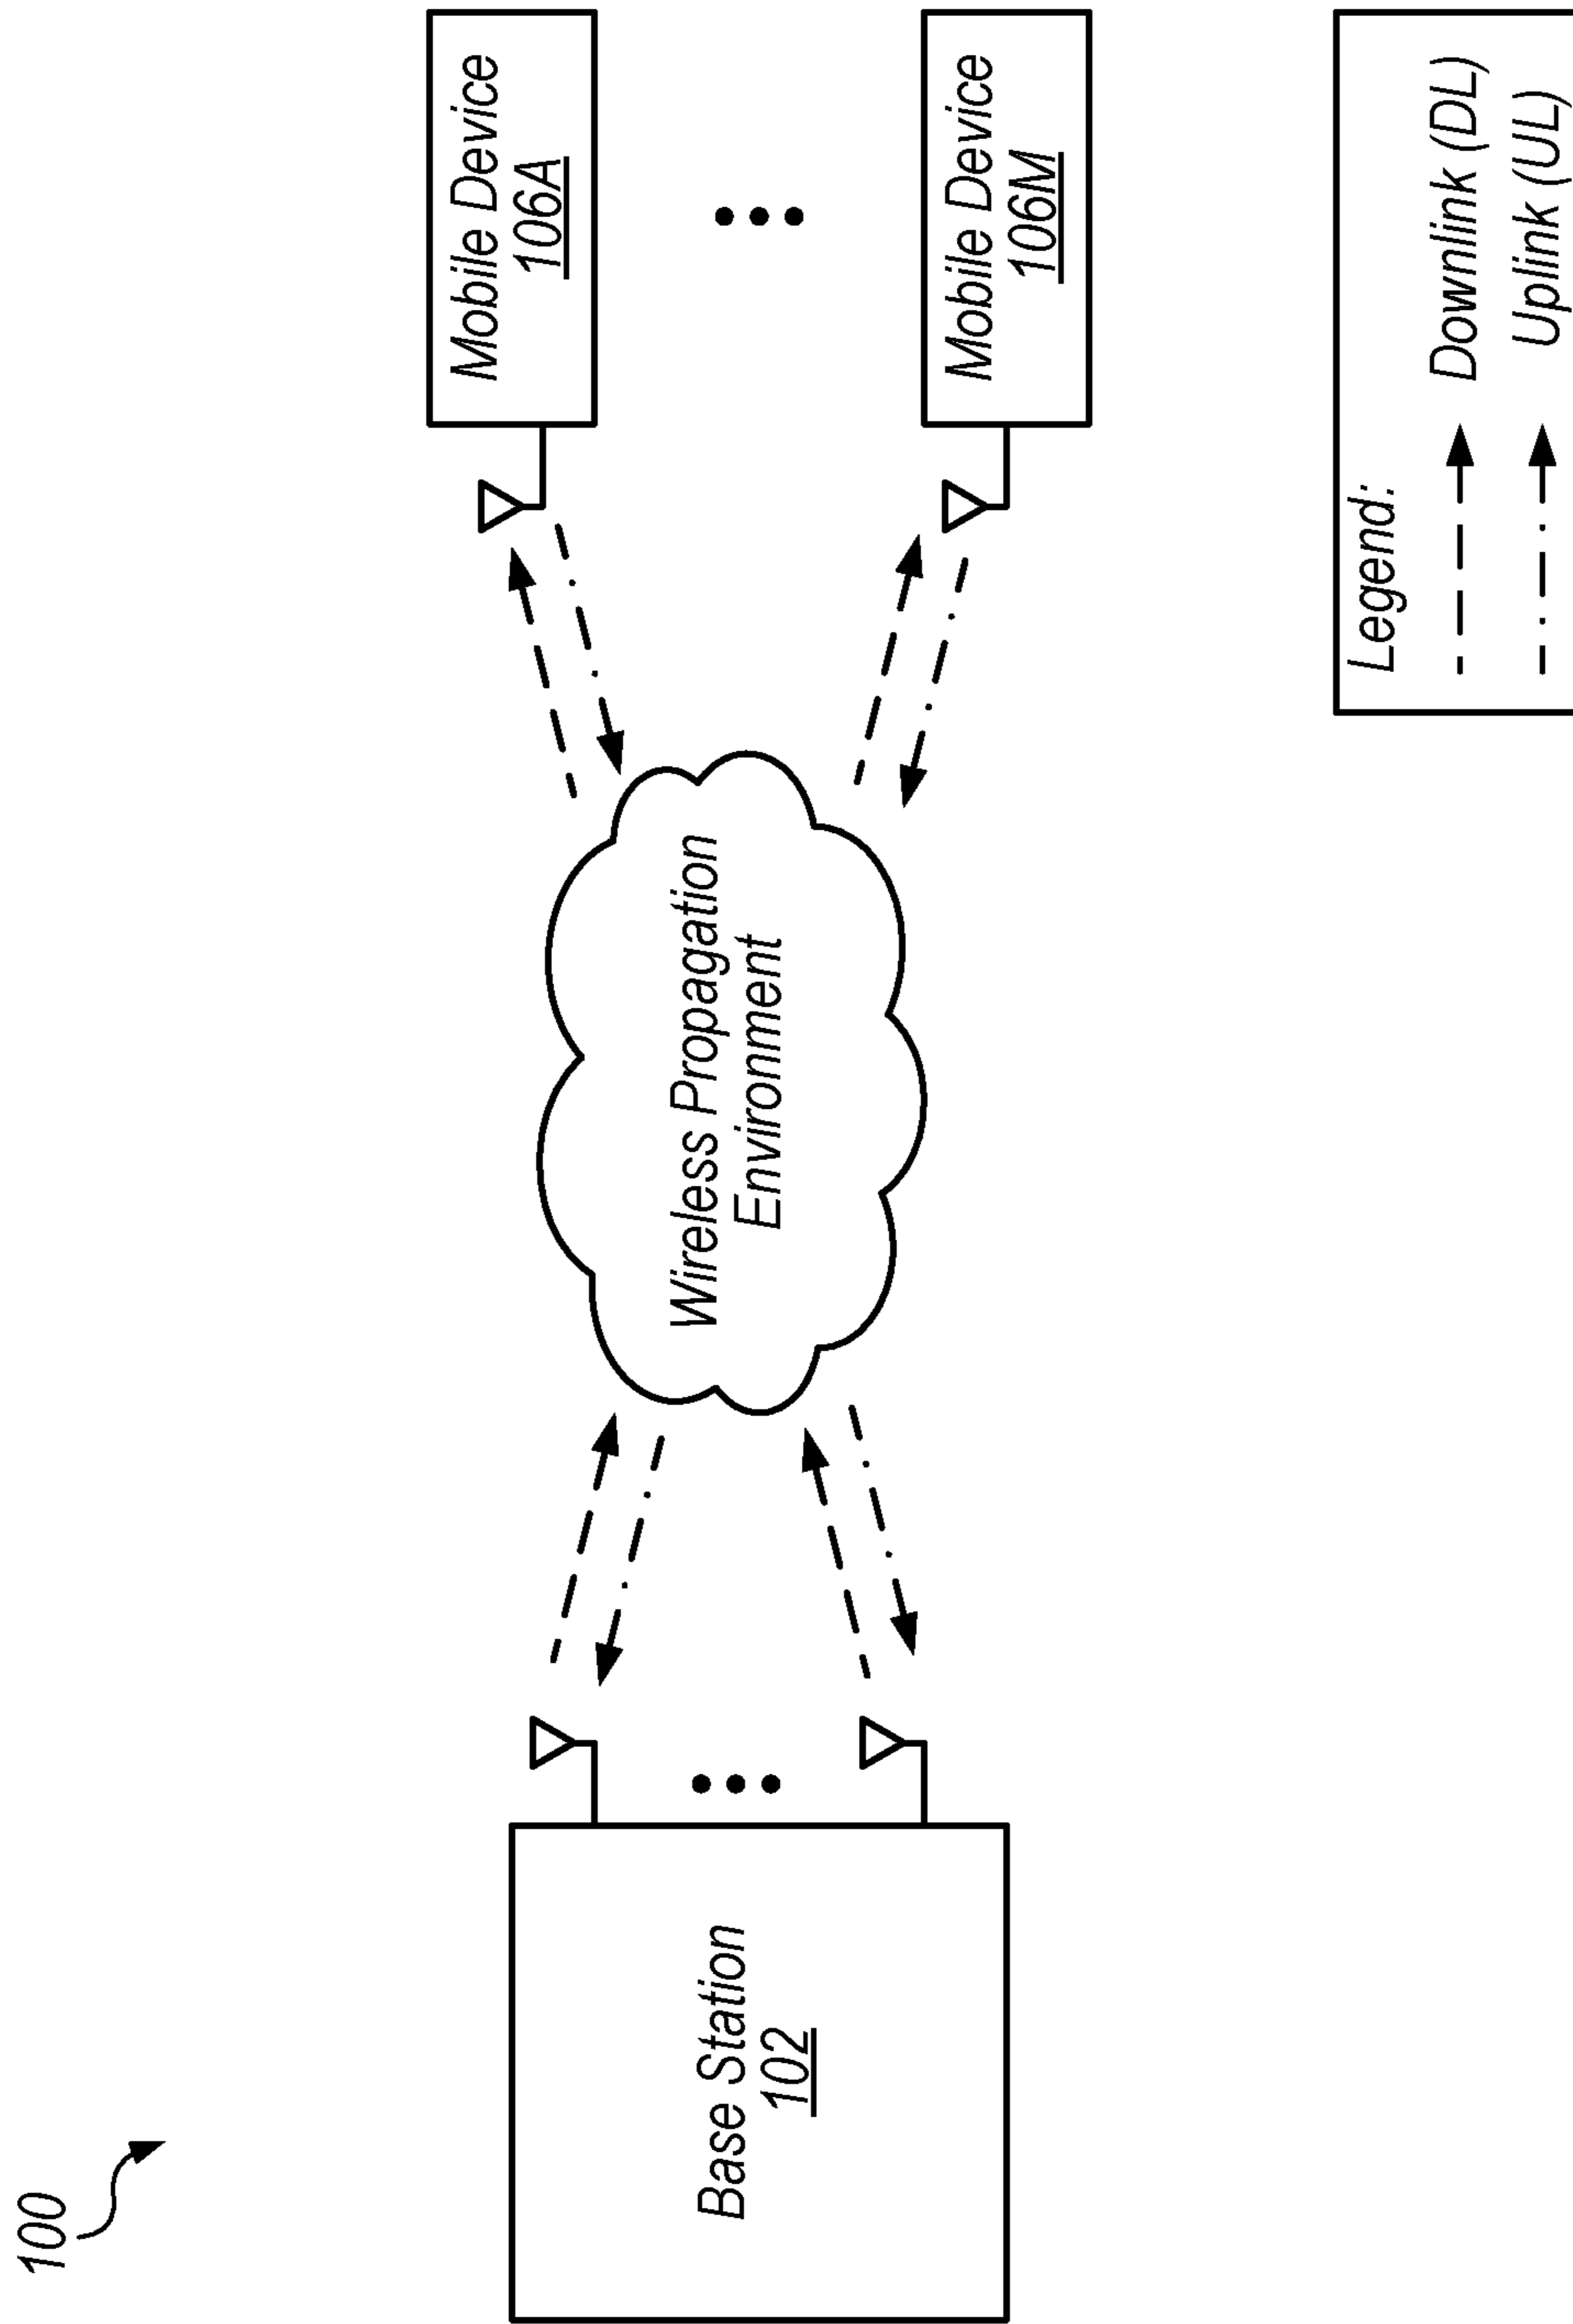 100
Base Station
102
Wireless Propagation
Environment
Mobile Device
106A
Mobile Device
106M
Legend:
Downlink (DL)
Uplink (UL)